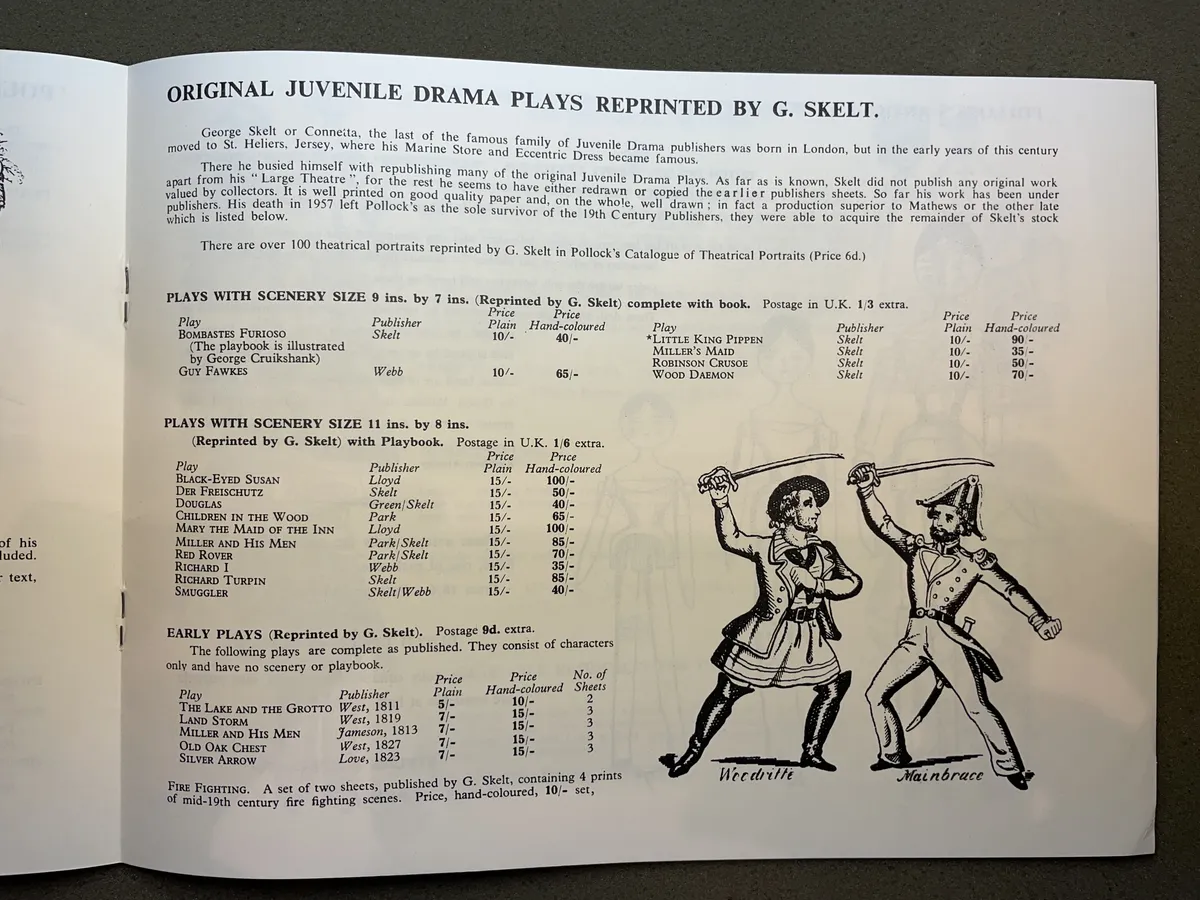 ORIGINAL JUVENILE DRAMA PLAYS REPRINTED BY G. SKELT.
George Skelt or Connetta, the last of the famous family of Juvenile Drama publishers was born in London, but in the early years of this century
moved to St. Heliers, Jersey, where his Marine Store and Eccentric Dress became famous.
There he busied himself with republishing many of the original Juvenile Drama Plays. As far as is known, Skelt did not publish any original work
apart from his " Large Theatre ", for the rest he seems to have either redrawn or copied the earlier publishers sheets. So far his work has been under
valued by collectors. It is well printed on good quality paper and, on the whole, well drawn ; in fact a production superior to Mathews or the other late
publishers. His death in 1957 left Pollock's as the sole survivor of the 19th Century Publishers, they were able to acquire the remainder of Skelt's stock
which is listed below.
There are over 100 theatrical portraits reprinted by G. Skelt in Pollock's Catalogue of Theatrical Portraits (Price 6d.)
PLAYS WITH SCENERY SIZE 9 ins. by 7 ins. (Reprinted by G. Skelt) complete with book. Postage in U.K. 1/3 extra.
Price Price
Play Publisher Plain Hand-coloured
BOMBASTES FURIOSO Skelt 10/- 40/-
(The playbook is illustrated
by George Cruikshank)
GUY FAWKES Webb 10/- 65/-
Price Price
Play Publisher Plain Hand-coloured
*LITTLE KING PIPPEN Skelt 10/- 90/-
MILLER'S MAID Skelt 10/- 35/-
ROBINSON CRUSOE Skelt 10/- 50/-
WOOD DAEMON Skelt 10/- 70/-
PLAYS WITH SCENERY SIZE 11 ins. by 8 ins.
(Reprinted by G. Skelt) with Playbook. Postage in U.K. 1/6 extra.
Price Price
Play Publisher Plain Hand-coloured
BLACK-EYED SUSAN Lloyd 15/- 100/-
DER FREISCHUTZ Skelt 15/- 50/-
DOUGLAS Green/Skelt 15/- 40/-
CHILDREN IN THE WOOD Park 15/- 65/-
MARY THE MAID OF THE INN Lloyd 15/- 100/-
MILLER AND HIS MEN Park/Skelt 15/- 85/-
RED ROVER Park/Skelt 15/- 70/-
RICHARD I Webb 15/- 35/-
RICHARD TURPIN Skelt 15/- 85/-
SMUGGLER Skelt/Webb 15/- 40/-
EARLY PLAYS (Reprinted by G. Skelt). Postage 9d. extra.
The following plays are complete as published. They consist of characters
only and have no scenery or playbook.
Price Price No. of
Play Publisher Plain Hand-coloured Sheets
THE LAKE AND THE GROTTO West, 1811 5/- 10/- 2
LAND STORM West, 1819 7/- 15/- 3
MILLER AND HIS MEN Jameson, 1813 7/- 15/- 3
OLD OAK CHEST West, 1827 7/- 15/- 3
SILVER ARROW Love, 1823 7/- 15/- 3
FIRE FIGHTING. A set of two sheets, published by G. Skelt, containing 4 prints
of mid-19th century fire fighting scenes. Price, hand-coloured, 10/- set,
Mainbrace
of his
luded.
text,